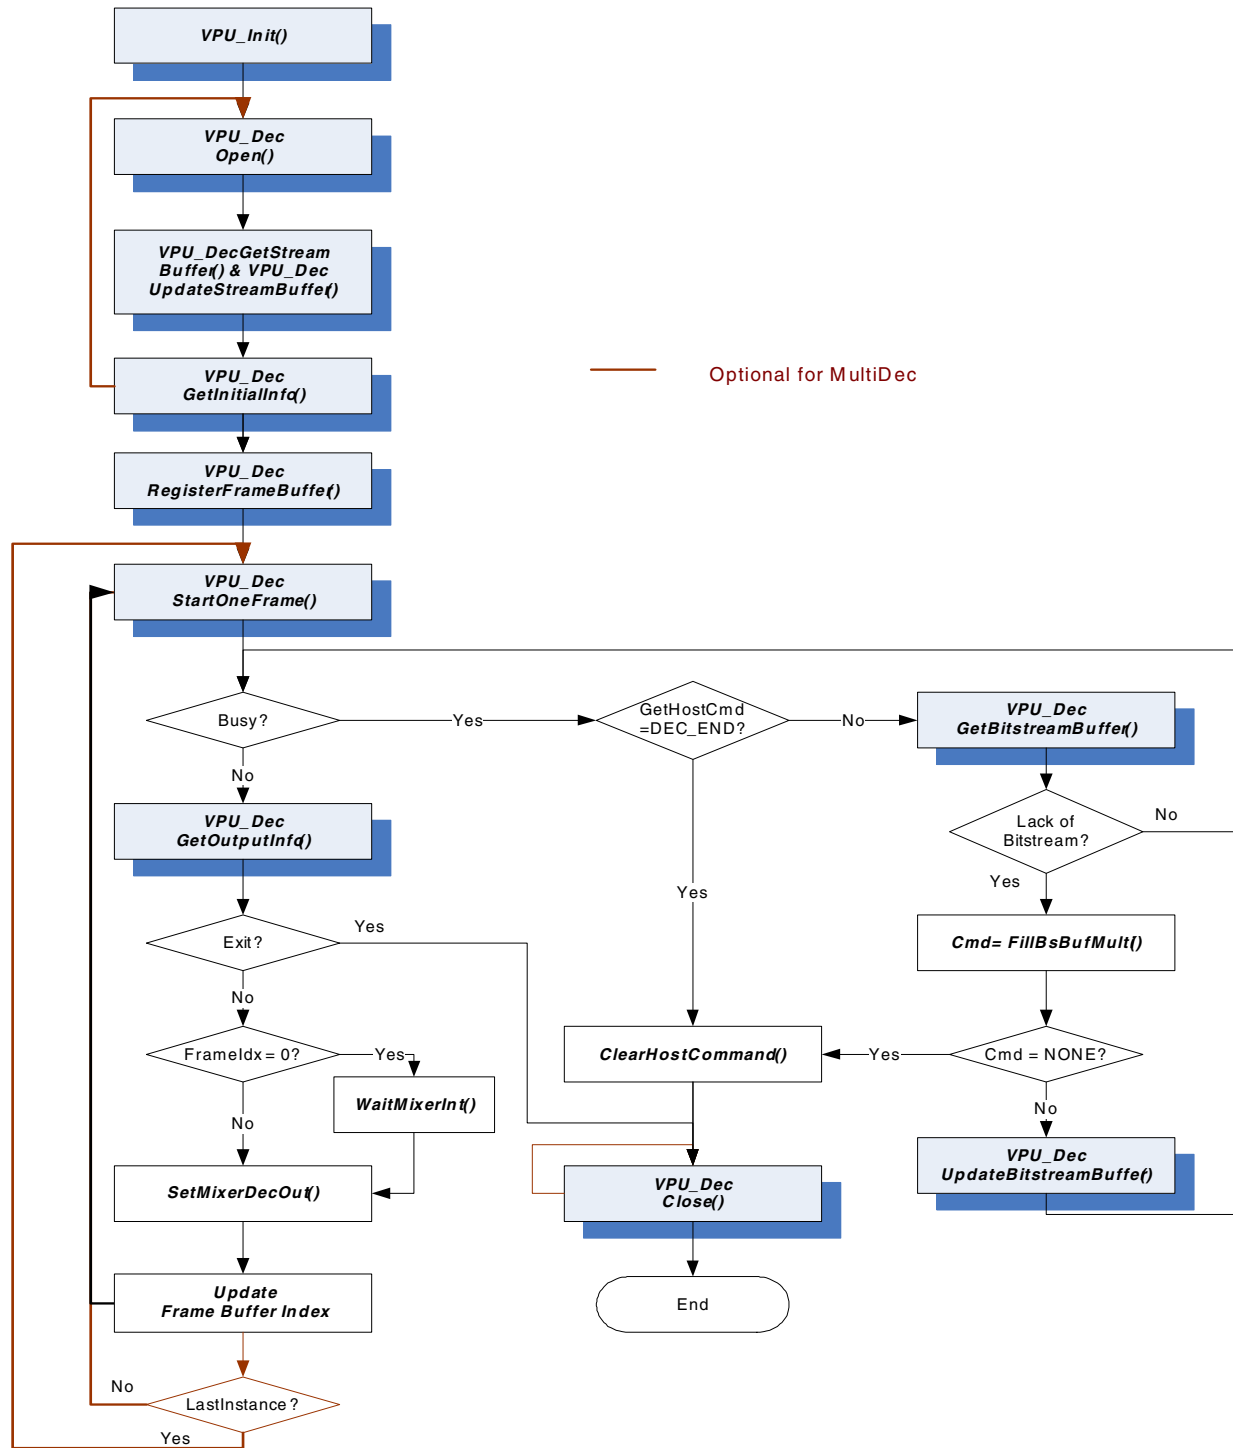 VPU_Init()
VPU_Dec
Open()
VPU_DecGetStream
Buffer() & VPU_Dec
UpdateStreamBuffer()
VPU_Dec
GetInitialInfo()
Optional for MultiDec
VPU_Dec
RegisterFrameBuffer()
VPU_Dec
StartOneFrame()
Busy?
Yes
GetHostCmd
=DEC_END?
No
VPU_Dec
GetBitstreamBuffer()
No
VPU_Dec
GetOutputInfo()
Lack of
Bitstream?
No
Yes
Yes
Exit?
Yes
Cmd= FillBsBufMult()
No
FrameIdx = 0?
Yes
WaitMixerInt()
ClearHostCommand()
Yes
Cmd = NONE?
No
No
SetMixerDecOut()
VPU_Dec
Close()
VPU_Dec
UpdateBitstreamBuffe()
Update
Frame Buffer Index
End
No
LastInstance?
Yes